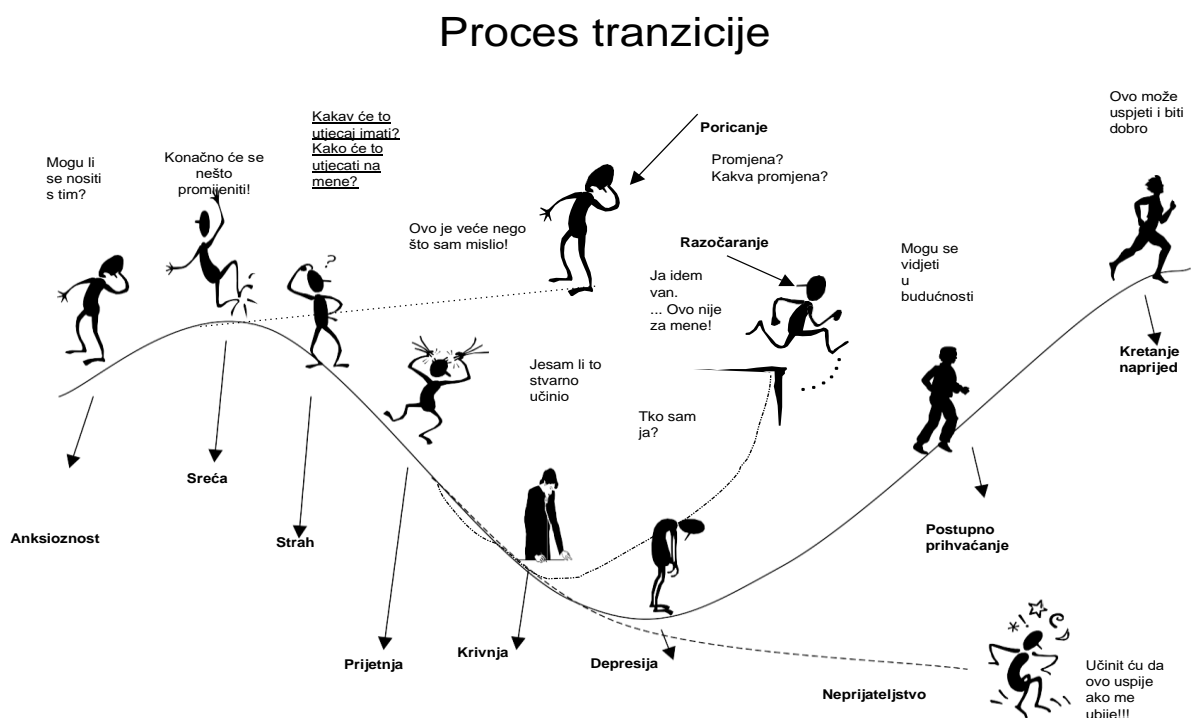 Proces tranzicije
Mogu li
se nositi
s tim?
Konačno će se
nešto
promijeniti!
Kakav će to
utjecaj imati?
Kako će to
utjecati na
mene?
Ovo je veće nego
što sam mislio!
Poricanje
Promjena?
Kakva promjena?
Razočaranje
Ja idem
van.
... Ovo nije
za mene!
Mogu se
vidjeti
u
budućnosti
Ovo može
uspjeti i biti
dobro
Kretanje
naprijed
?
Jesam li to
stvarno
učinio
Tko sam
ja?
Sreća
Anksioznost
Strah
Postupno
prihvaćanje
Prijetnja
Krivnja
Depresija
Neprijateljstvo
Učinit ću da
ovo uspije
ako me
ubije!!!